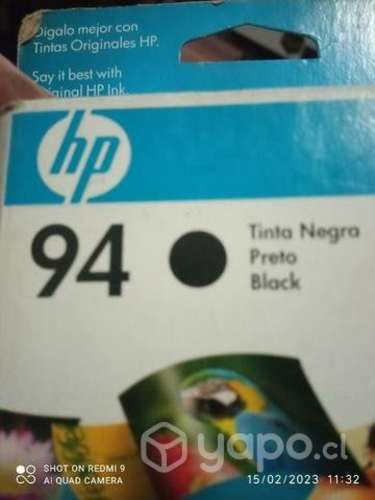 Dígalo mejor con
Tintas Originales HP.
Say it best with
Original HP Ink.
hp
94
Tinta Negra
Preto
Black
yapo.cl
SHOT ON REDMI 9
AI QUAD CAMERA
15/02/2023 11:32